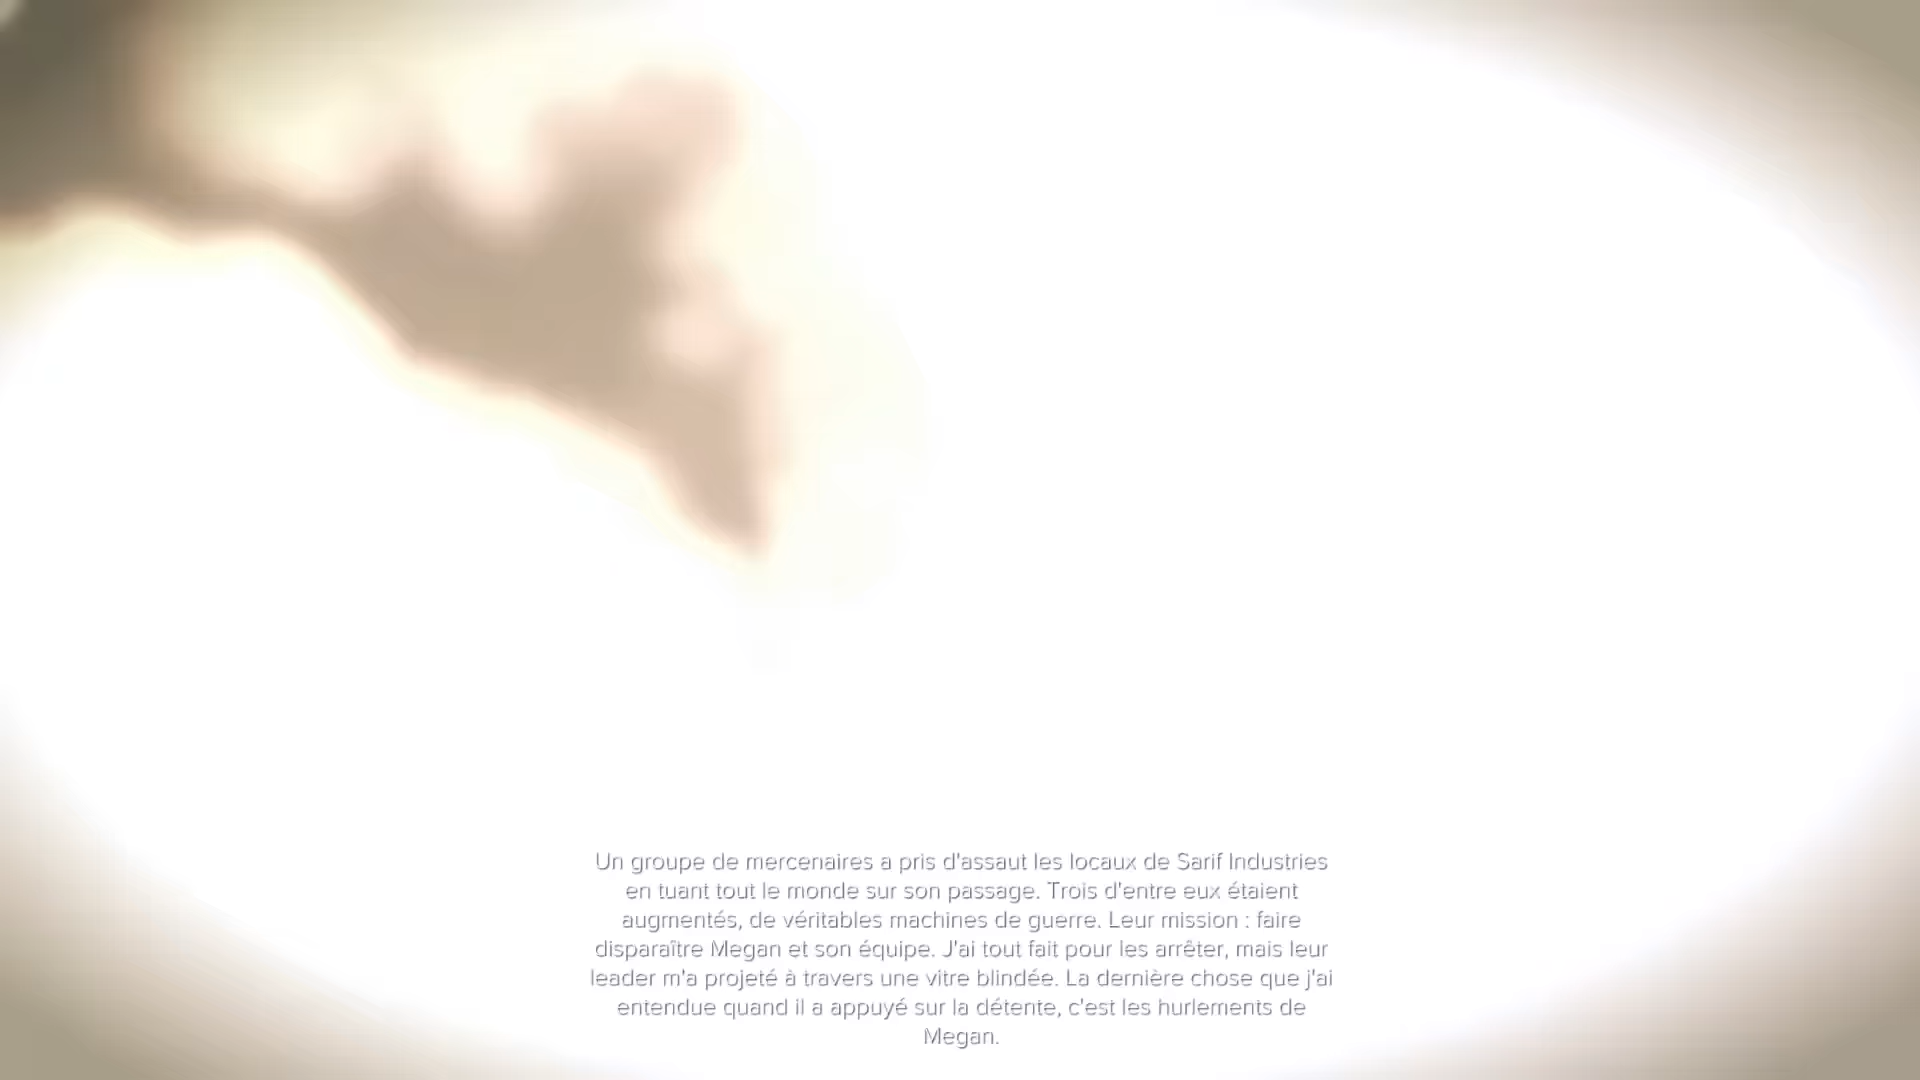 Un groupe de mercenaires a pris d'assaut les locaux de Sarif Industries
en tuant tout le monde sur son passage. Trois d'entre eux étaient
augmentés, de véritables machines de guerre. Leur mission : faire
disparaître Megan et son équipe. J'ai tout fait pour les arrêter, mais leur
leader m'a projeté à travers une vitre blindée. La dernière chose que j'ai
entendue quand il a appuyé sur la détente, c'est les hurlements de
Megan.